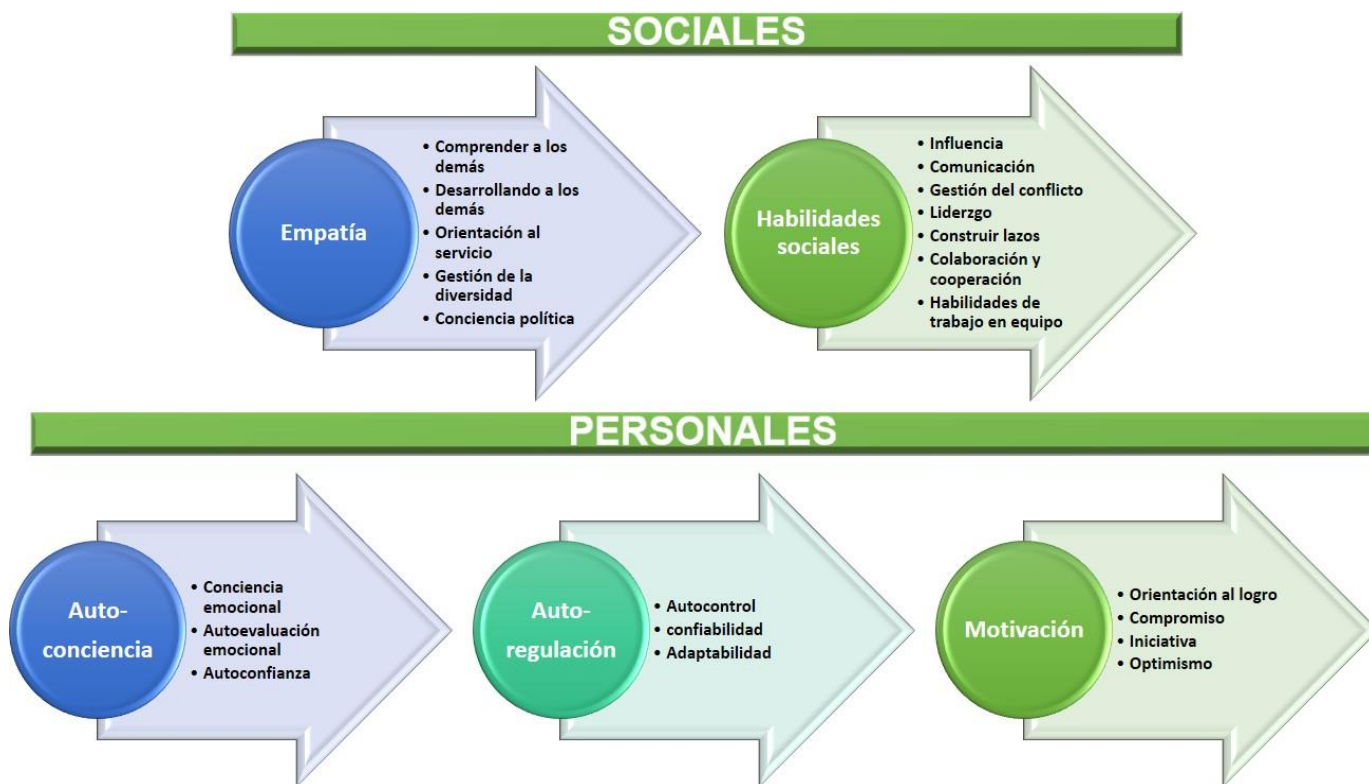 SOCIALES
Empatía
• Comprender a los
demás
• Desarrollando a los
demás
• Orientación al
servicio
• Gestión de la
diversidad
• Conciencia política
Habilidades
sociales
• Influencia
• Comunicación
• Gestión del conflicto
• Liderzgo
• Construir lazos
• Colaboración y
cooperación
• Habilidades de
trabajo en equipo
PERSONALES
Auto-
conciencia
• Conciencia
emocional
• Autoevaluación
emocional
• Autoconfianza
Auto-
regulación
• Autocontrol
• confiabilidad
• Adaptabilidad
Motivación
• Orientación al logro
• Compromiso
• Iniciativa
• Optimismo